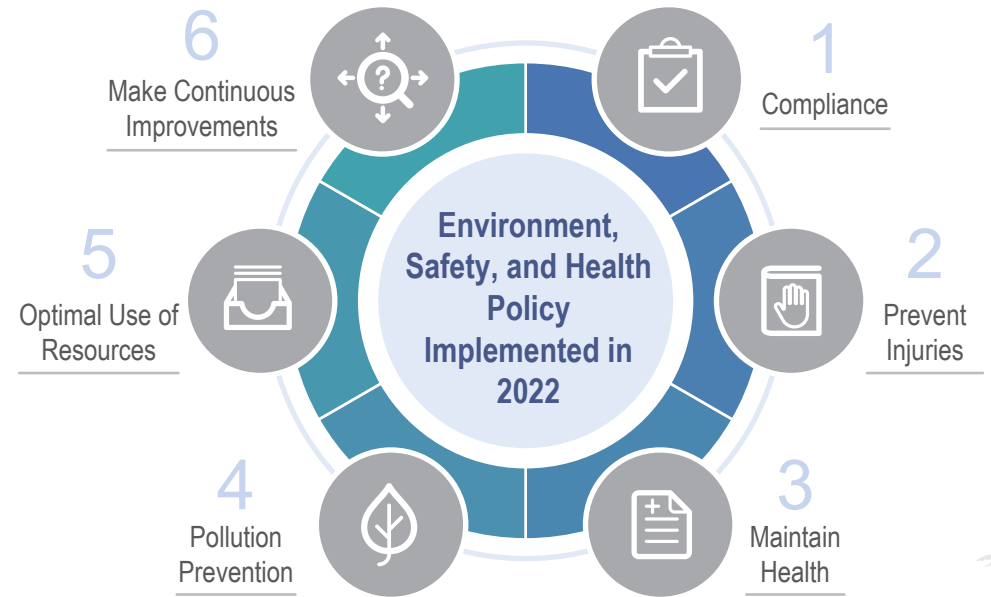 Environment,
Safety, and Health
Policy
Implemented in
2022
1
Compliance
2
Prevent
Injuries
3
Maintain
Health
4
Pollution
Prevention
5
Optimal Use of
Resources
6
Make Continuous
Improvements
?